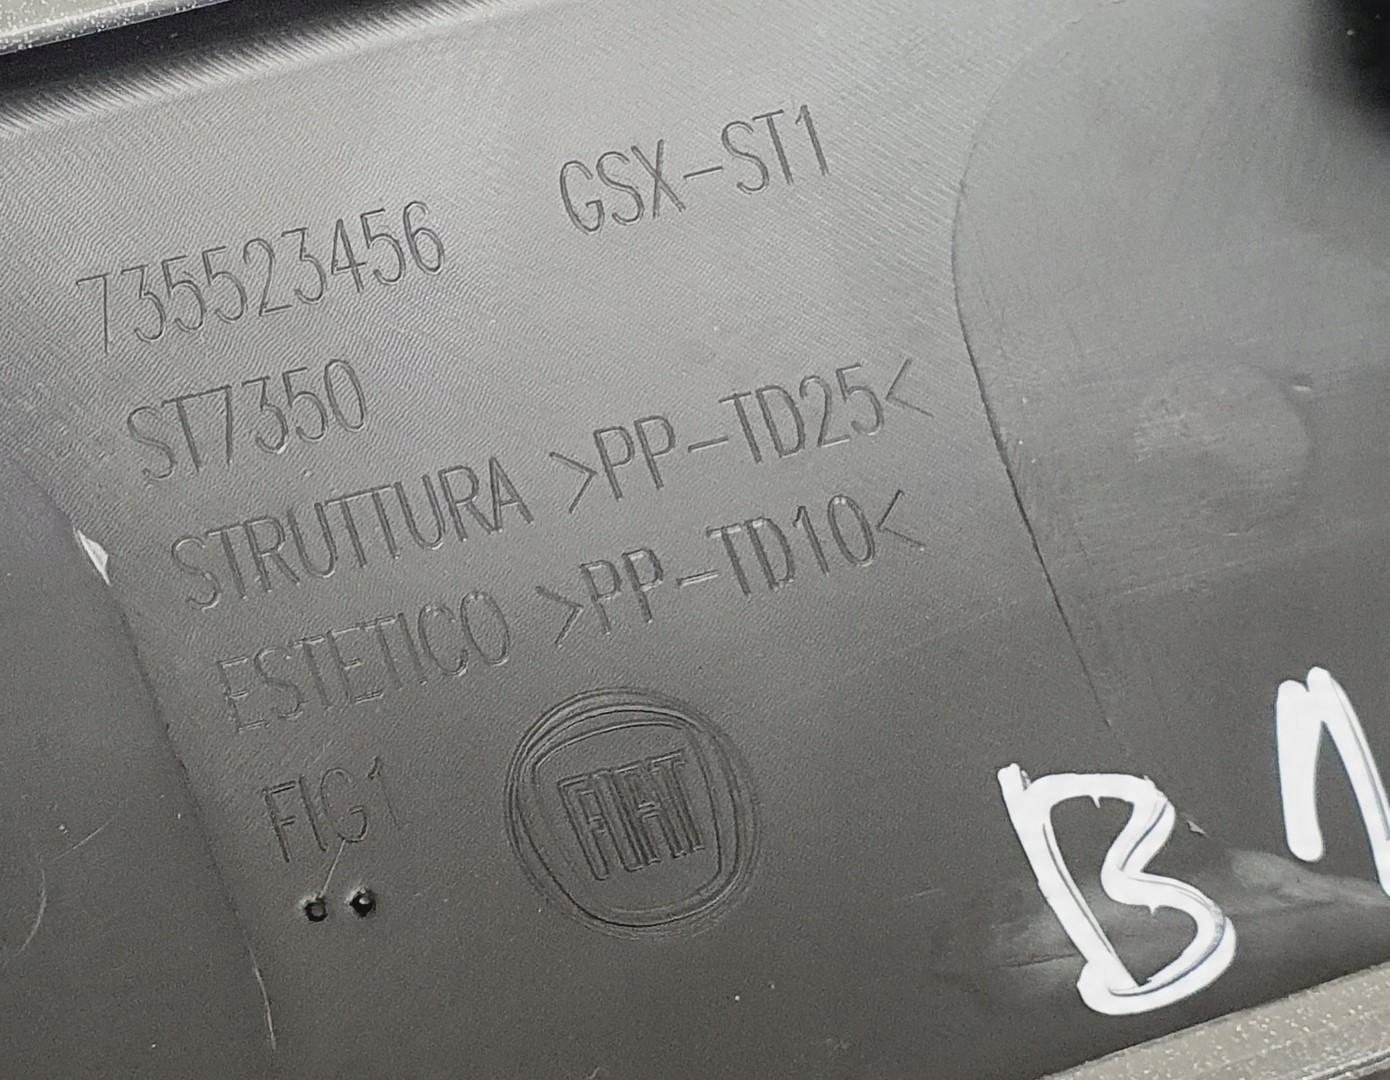 735523456 GSX-ST1
ST7350
STRUTTURA >PP-TD25<
ESTETICO >PP-TD10<
FIG1
FIAT
B